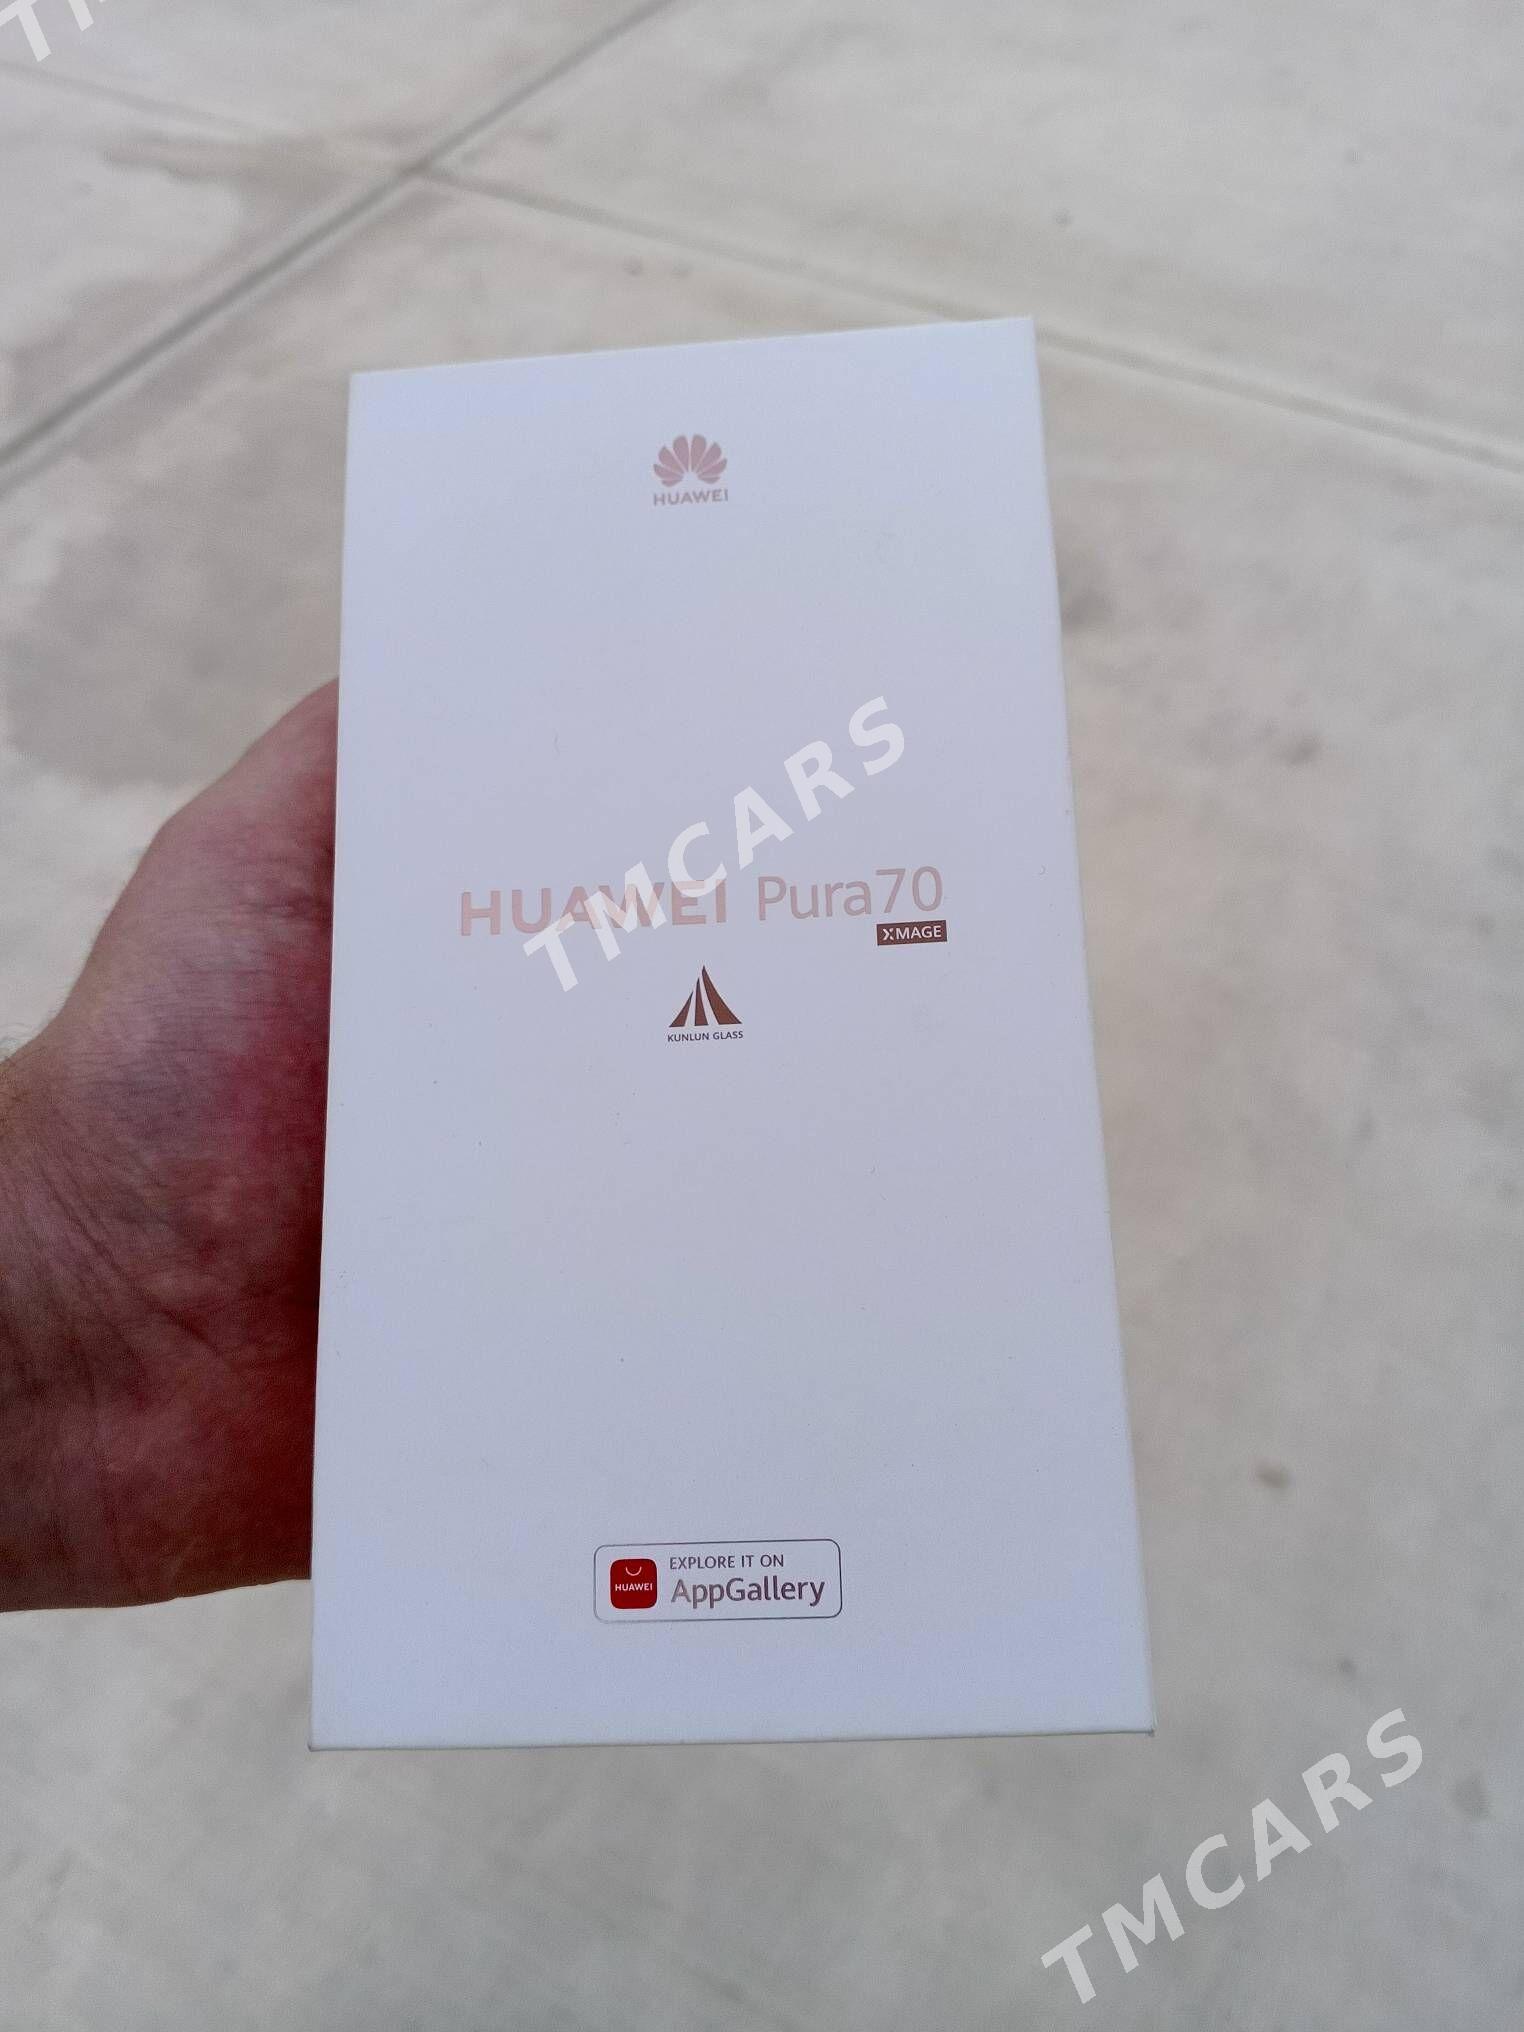 HUAWEI
TMCARS
HUAWEI Pura70
XMAGE
KUNLUN GLASS
EXPLORE IT ON
HUAWEI
AppGallery
TMCARS